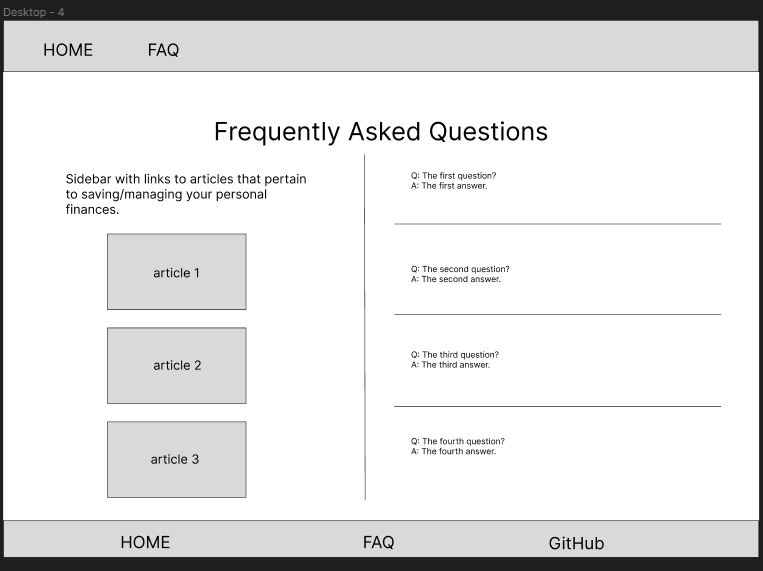 Desktop - 4
HOME FAQ
Frequently Asked Questions
Sidebar with links to articles that pertain
to saving/managing your personal
finances.
article 1
article 2
article 3
Q: The first question?
A: The first answer.
Q: The second question?
A: The second answer.
Q: The third question?
A: The third answer.
Q: The fourth question?
A: The fourth answer.
HOME FAQ GitHub